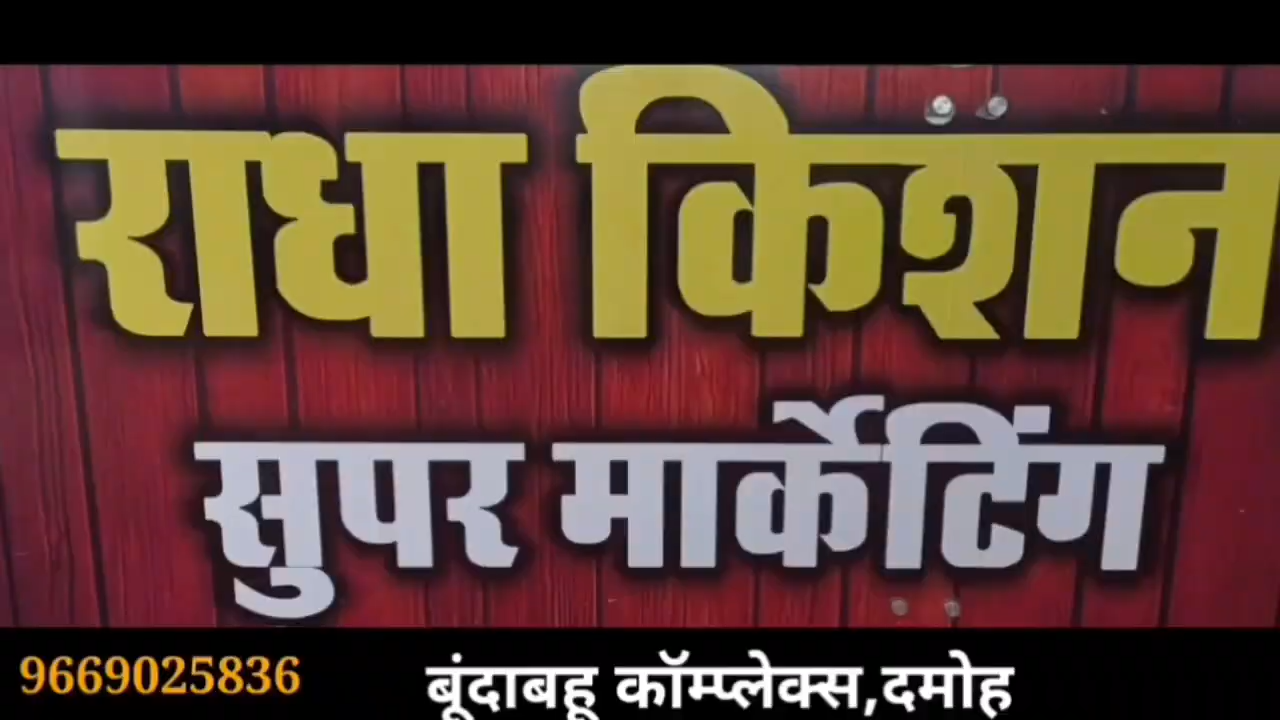 राधा किशन
सुपर मार्केटिंग
9669025836 बूंदाबहू कॉम्प्लेक्स,दमोह